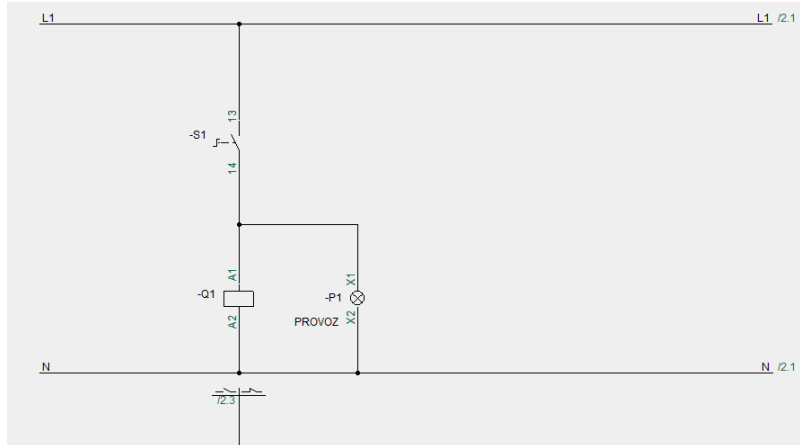 L1 L1 /2.1
13
-S1
14
A1 X1
-Q1 -P1
A2 PROVOZ X2
N N /2.1
/2.3